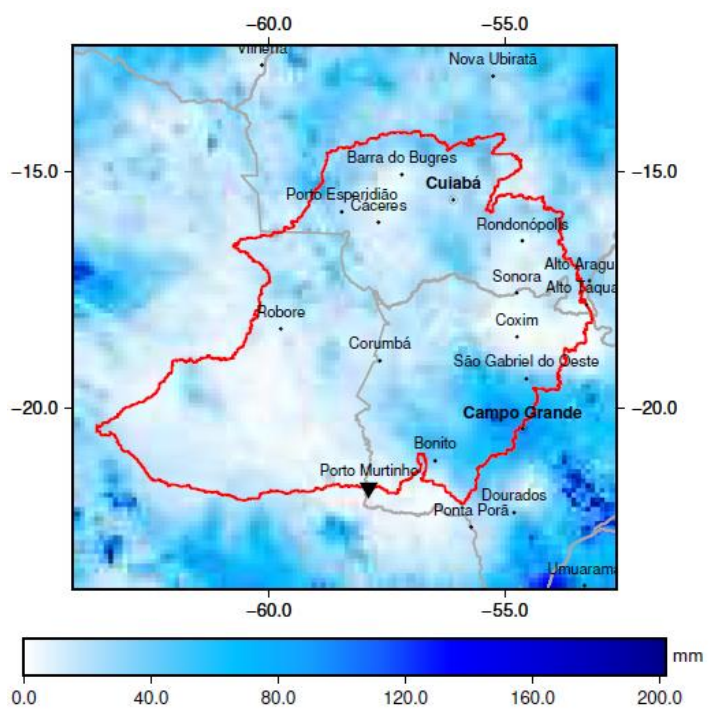 −60.0 −55.0
Vilhena
Nova Ubiratã
−15.0 −15.0
Barra do Bugres
Cuiabá
Porto Esperidião
Cáceres
Rondonópolis
Alto Aragu
Sonora
Alto Taqua
Robore
Coxim
Corumbá
São Gabriel do Oeste
−20.0 −20.0
Campo Grande
Bonito
Porto Murtinho
Dourados
Ponta Porã
Umuarama
−60.0 −55.0
mm
0.0 40.0 80.0 120.0 160.0 200.0